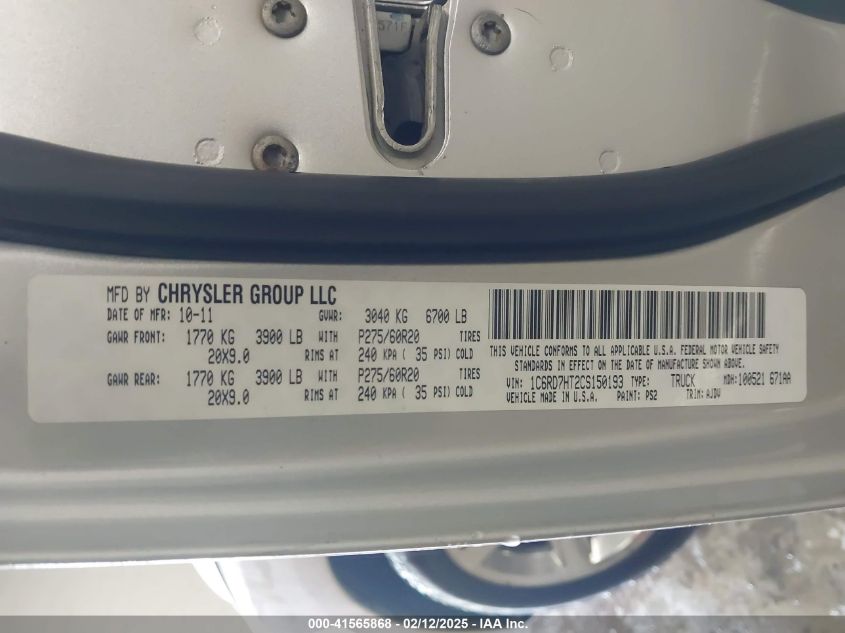 571F
MFD BY CHRYSLER GROUP LLC
DATE OF MFR: 10-11 GVWR: 3040 KG 6700 LB
GAWR FRONT: 1770 KG 3900 LB WITH P275/60R20 TIRES
20X9.0 RIMS AT 240 KPA ( 35 PSI) COLD
GAWR REAR: 1770 KG 3900 LB WITH P275/60R20 TIRES
20X9.0 RIMS AT 240 KPA ( 35 PSI) COLD
THIS VEHICLE CONFORMS TO ALL APPLICABLE U.S.A. FEDERAL MOTOR VEHICLE SAFETY
STANDARDS IN EFFECT ON THE DATE OF MANUFACTURE SHOWN ABOVE.
VIN: 1C6RD7HT2CS150193 TYPE: TRUCK MDH: 100521 671AA
VEHICLE MADE IN U.S.A. PAINT: PS2 TRIM: AJDV
000-41565868 - 02/12/2025 - IAA Inc.